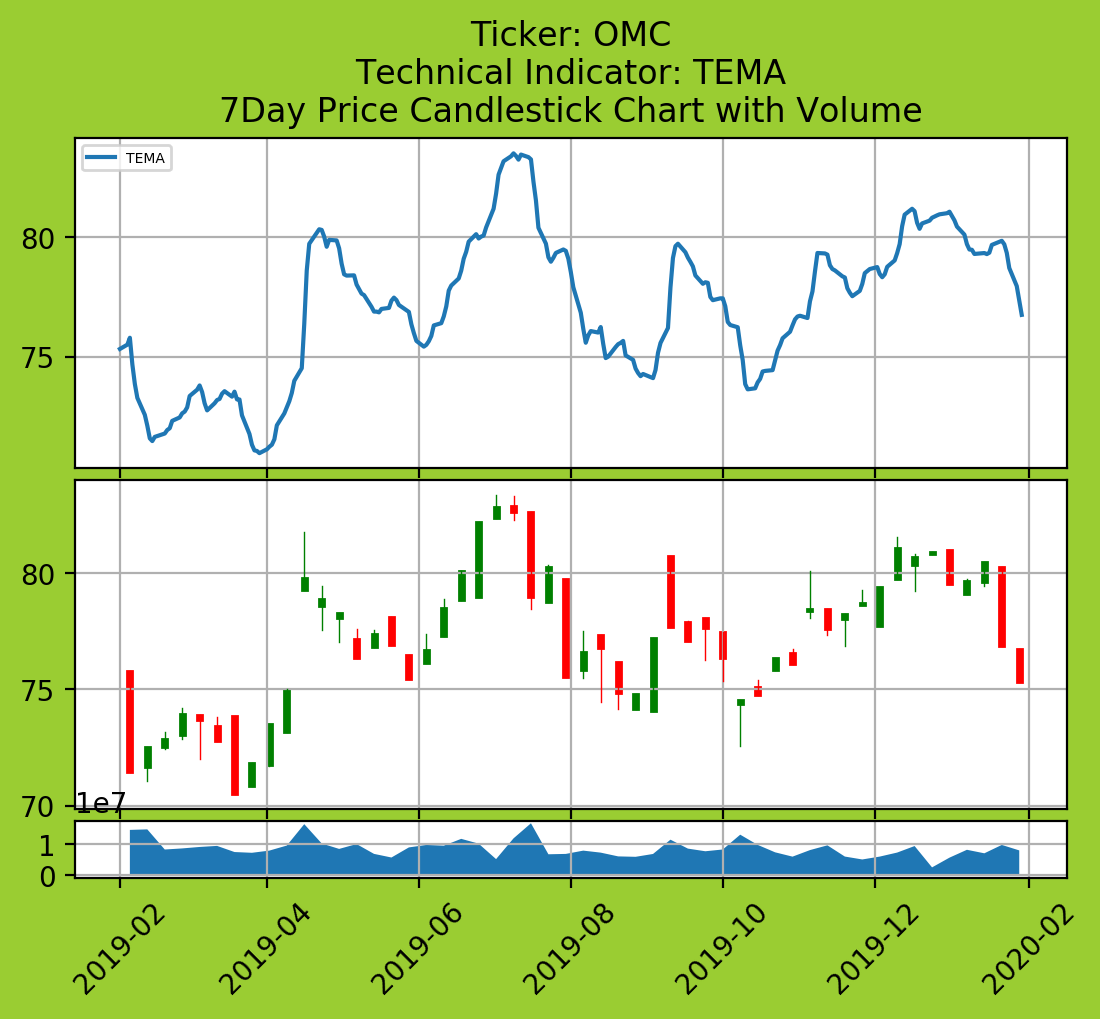 Ticker: OMC
Technical Indicator: TEMA
7Day Price Candlestick Chart with Volume
TEMA
80
75
80
75
70
1e7
1
0
2019-02
2019-04
2019-06
2019-08
2019-10
2019-12
2020-02